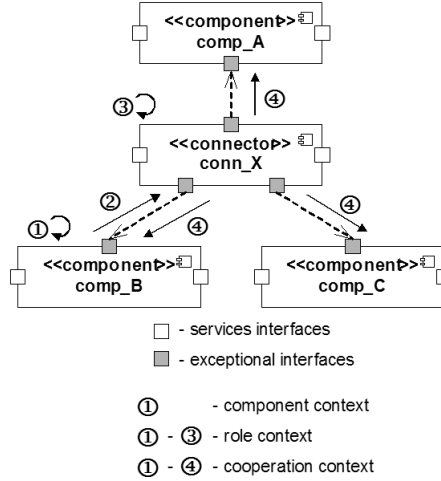 <<component>>
comp_A
④
③
<<connector>>
conn_X
②
④
④
①
<<component>>
comp_B
<<component>>
comp_C
- services interfaces
- exceptional interfaces
① - component context
① - ③ - role context
① - ④ - cooperation context